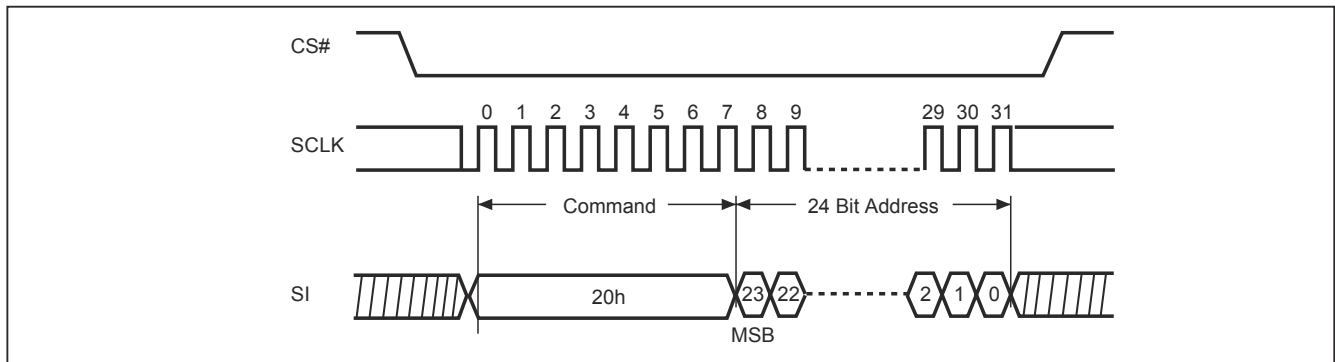 CS#
0 1 2 3 4 5 6 7 8 9 29 30 31
SCLK
Command 24 Bit Address
SI 20h 23 22 2 1 0
MSB